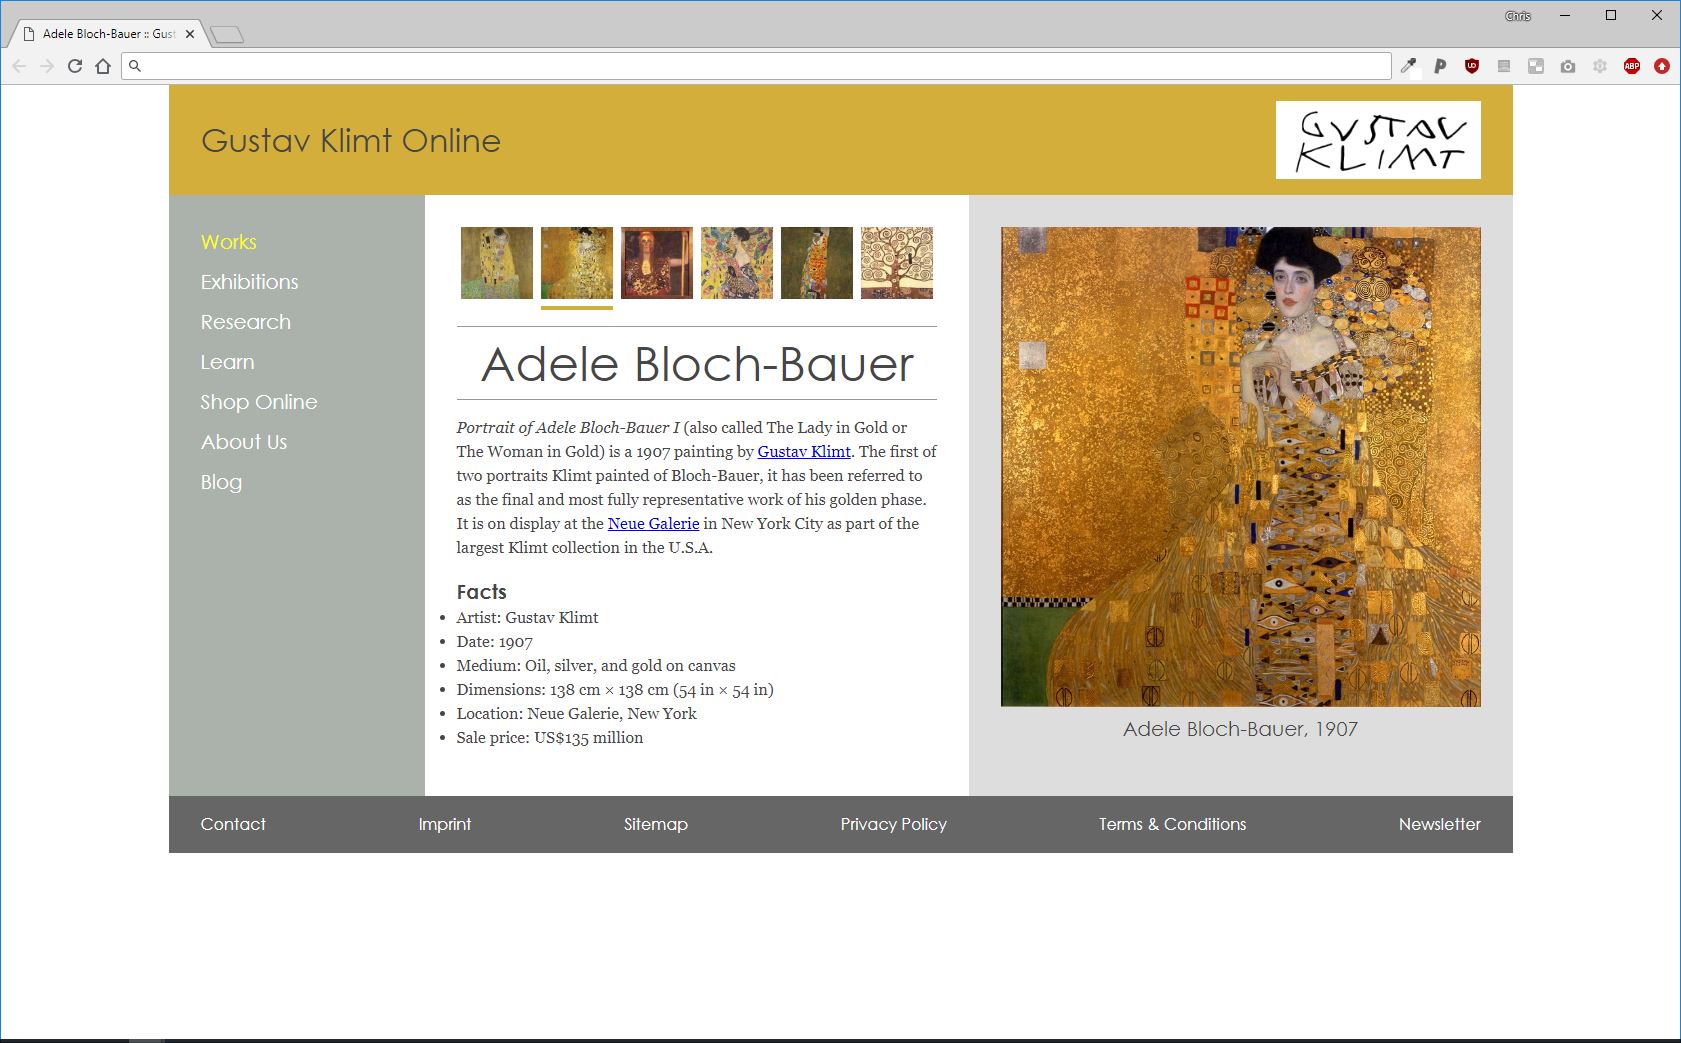 Chris
Adele Bloch-Bauer :: Gust
Gustav Klimt Online
GUSTAV
KLIMT
Works
Exhibitions
Research
Learn
Shop Online
About Us
Blog
Adele Bloch-Bauer
Portrait of Adele Bloch-Bauer I (also called The Lady in Gold or
The Woman in Gold) is a 1907 painting by Gustav Klimt. The first of
two portraits Klimt painted of Bloch-Bauer, it has been referred to
as the final and most fully representative work of his golden phase.
It is on display at the Neue Galerie in New York City as part of the
largest Klimt collection in the U.S.A.
Facts
• Artist: Gustav Klimt
• Date: 1907
• Medium: Oil, silver, and gold on canvas
• Dimensions: 138 cm × 138 cm (54 in × 54 in)
• Location: Neue Galerie, New York
• Sale price: US$135 million
Adele Bloch-Bauer, 1907
Contact
Imprint
Sitemap
Privacy Policy
Terms & Conditions
Newsletter
ABP